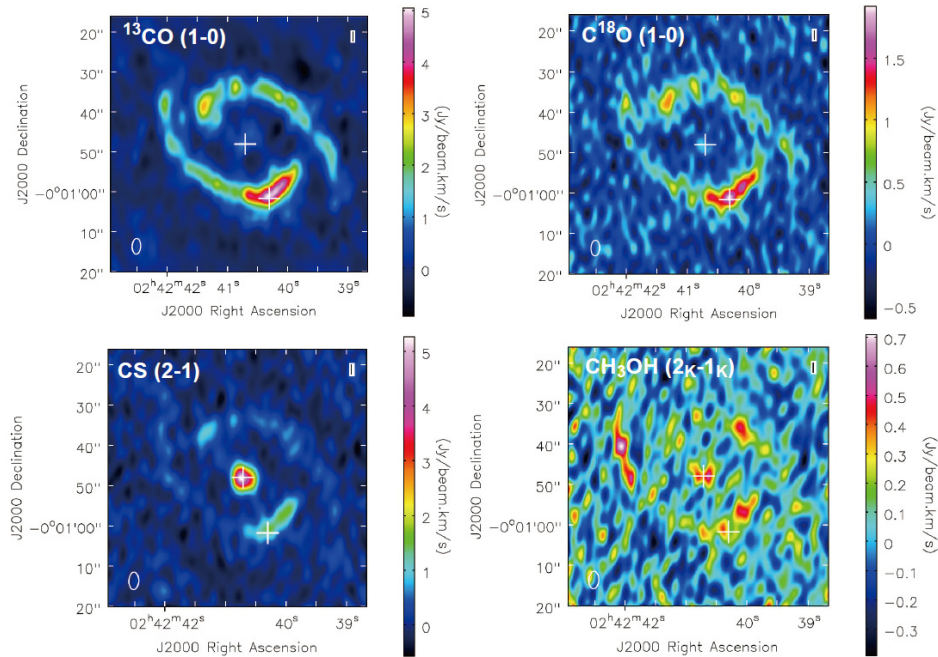 ¹³CO (1-0)
30''
40''
50''
−0°01'00''
10''
20''
02ʰ42ᵐ42ˢ
41ˢ
40ˢ
39ˢ
J2000 Right Ascension
J2000 Declination
5
4
3
2
1
0
(Jy/beam.km/s)
C¹⁸O (1-0)
20''
30''
40''
50''
−0°01'00''
10''
20''
02ʰ42ᵐ42ˢ
41ˢ
40ˢ
39ˢ
J2000 Right Ascension
J2000 Declination
1.5
1
0.5
0
−0.5
(Jy/beam.km/s)
CS (2-1)
20''
30''
40''
50''
−0°01'00''
10''
20''
02ʰ42ᵐ42ˢ
40ˢ
39ˢ
J2000 Right Ascension
J2000 Declination
5
4
3
2
1
0
(Jy/beam.km/s)
CH₃OH (2ₖ-1ₖ)
20''
30''
40''
50''
−0°01'00''
10''
20''
02ʰ42ᵐ42ˢ
40ˢ
39ˢ
J2000 Right Ascension
J2000 Declination
0.7
0.6
0.5
0.4
0.3
0.2
0.1
0
−0.1
−0.2
−0.3
(Jy/beam.km/s)